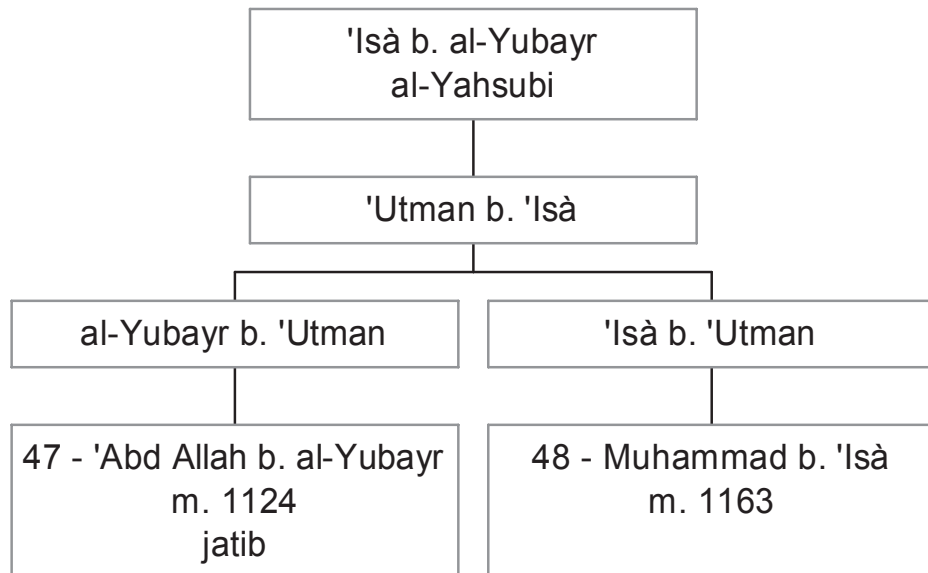 'Isà b. al-Yubayr
al-Yahsubi
'Utman b. 'Isà
al-Yubayr b. 'Utman
'Isà b. 'Utman
47 - 'Abd Allah b. al-Yubayr
m. 1124
jatib
48 - Muhammad b. 'Isà
m. 1163